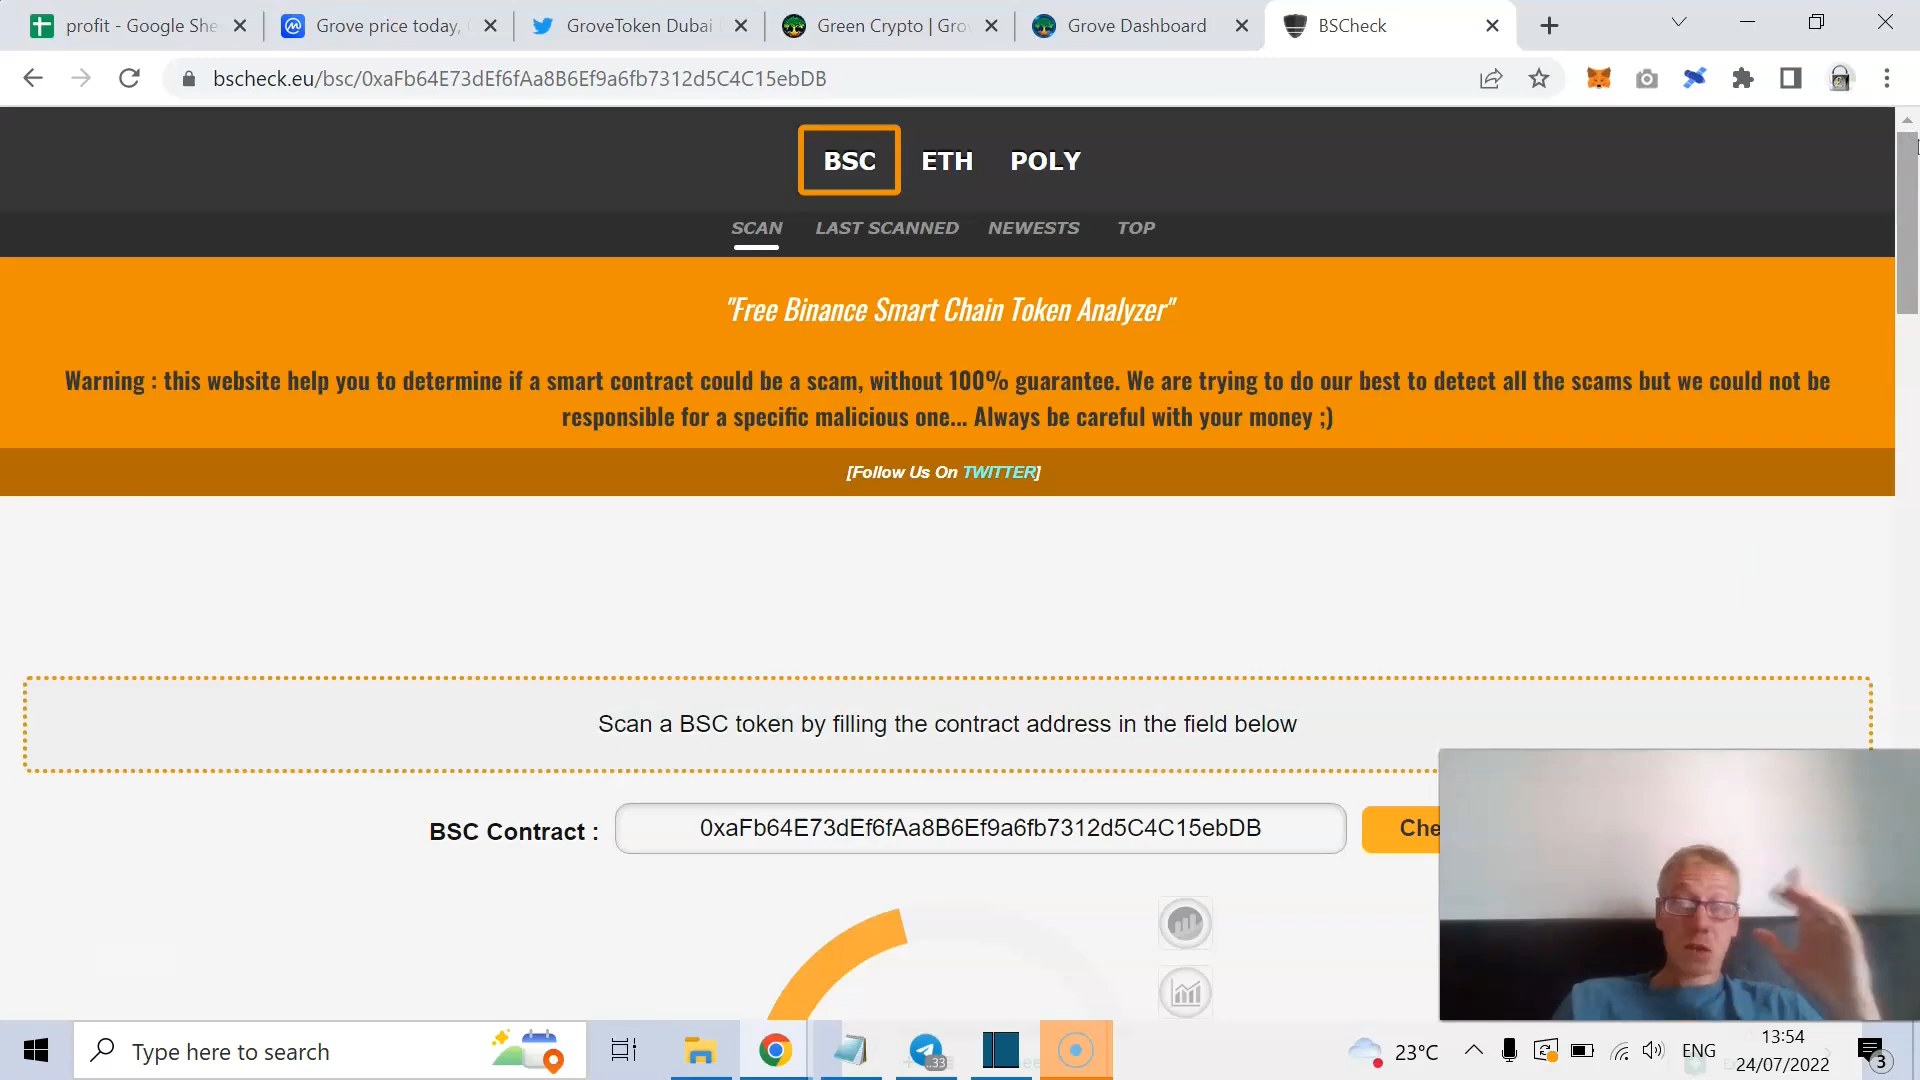 profit - Google She
Grove price today,
GroveToken Dubai
Green Crypto | Gro
Grove Dashboard
BSCheck
bscheck.eu/bsc/0xaFb64E73dEf6fAa8B6Ef9a6fb7312d5C4C15ebDB
BSC ETH POLY
SCAN LAST SCANNED NEWESTS TOP
"Free Binance Smart Chain Token Analyzer"
Warning : this website help you to determine if a smart contract could be a scam, without 100% guarantee. We are trying to do our best to detect all the scams but we could not be
responsible for a specific malicious one... Always be careful with your money ;)
[Follow Us On TWITTER]
Scan a BSC token by filling the contract address in the field below
BSC Contract : 0xaFb64E73dEf6fAa8B6Ef9a6fb7312d5C4C15ebDB Che
Type here to search
33
23°C
ENG
13:54
24/07/2022
3